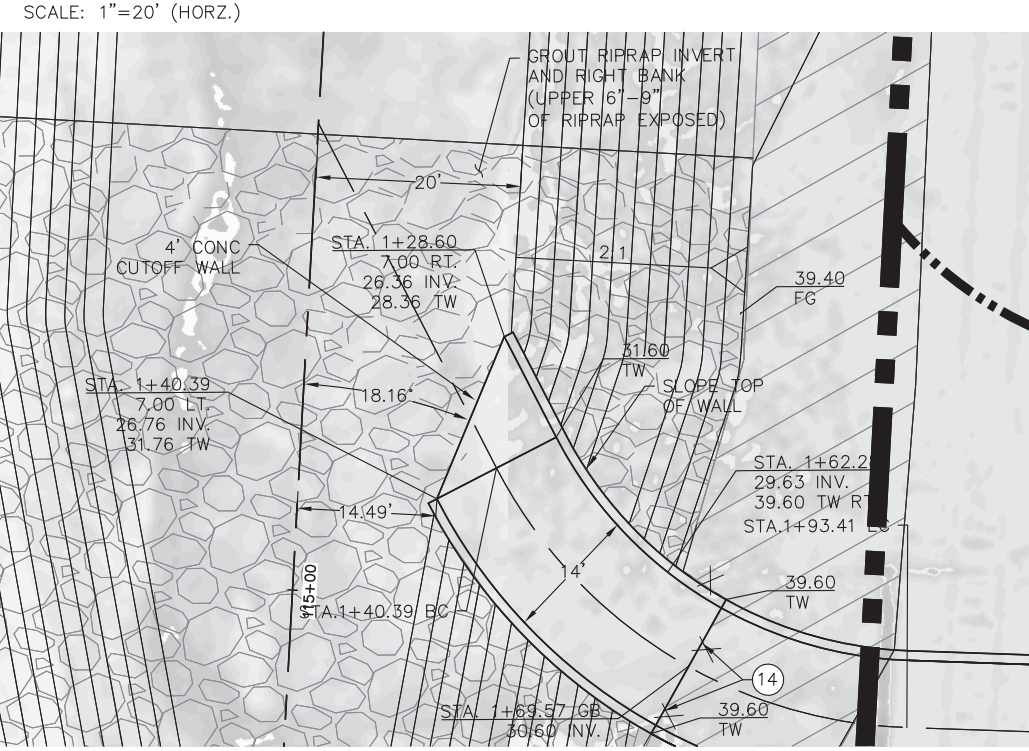 SCALE: 1"=20' (HORZ.)
GROUT RIPRAP INVERT
AND RIGHT BANK
(UPPER 6"-9"
OF RIPRAP EXPOSED)
20'
4' CONC
CUTOFF WALL
STA. 1+28.60
7.00 RT.
26.36 INV.
28.36 TW
2:1
39.40
FG
31.60
TW
SLOPE TOP
OF WALL
STA. 1+40.39
7.00 LT.
26.76 INV.
31.76 TW
18.16'
STA. 1+62.2
29.63 INV.
39.60 TW RT
STA.1+93.41
14.49'
14'
39.60
TW
115+00
STA.1+40.39 BC
14
STA. 1+69.57 GB
30.60 INV.
39.60
TW